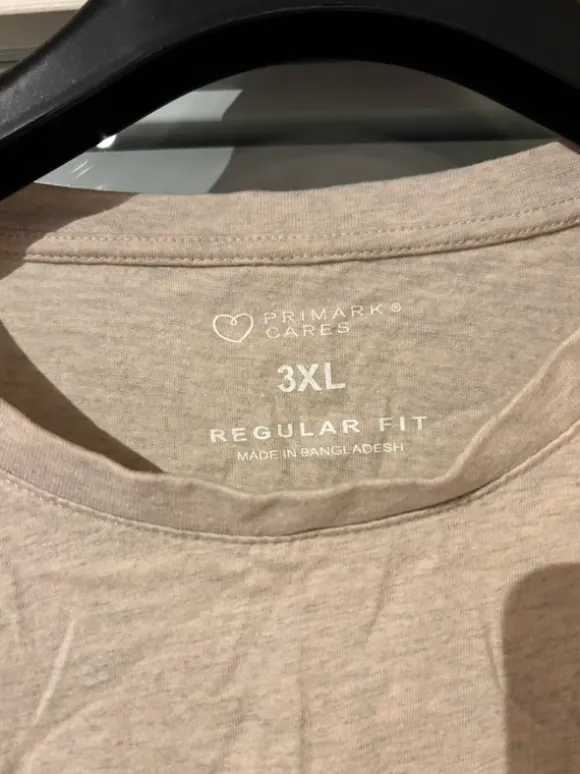 PRIMARK®
CARES
3XL
REGULAR FIT
MADE IN BANGLADESH